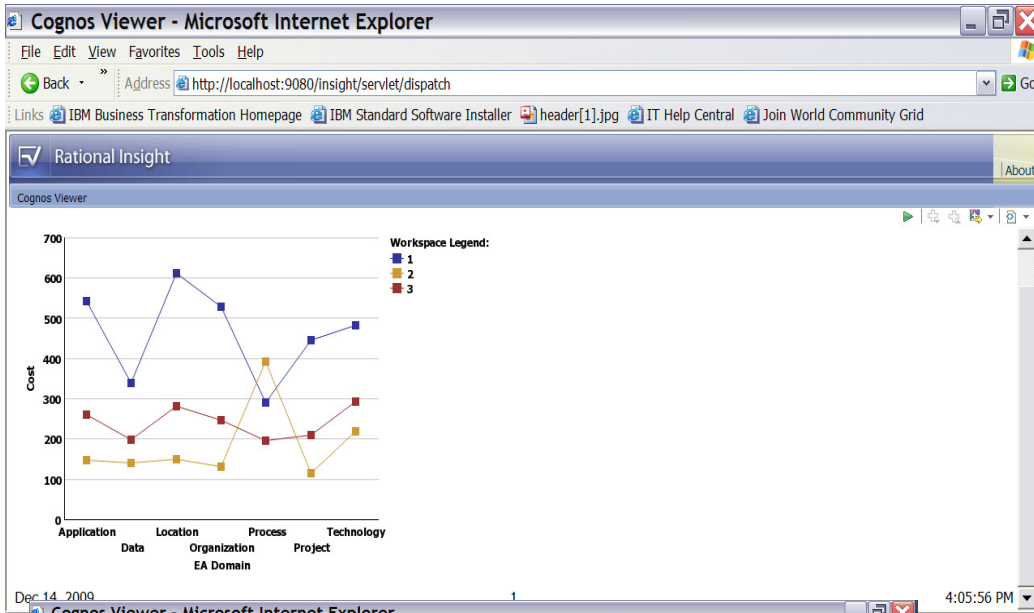 Cognos Viewer - Microsoft Internet Explorer
File Edit View Favorites Tools Help
Back » Address http://localhost:9080/insight/servlet/dispatch Go
Links IBM Business Transformation Homepage IBM Standard Software Installer header[1].jpg IT Help Central Join World Community Grid
Rational Insight
About
Cognos Viewer
Workspace Legend:
1
2
3
700
600
500
400
300
200
100
0
Cost
Application Location Process Technology
Data Organization Project
EA Domain
Dec 14, 2009 1 4:05:56 PM
Cognos Viewer - Microsoft Internet Explorer